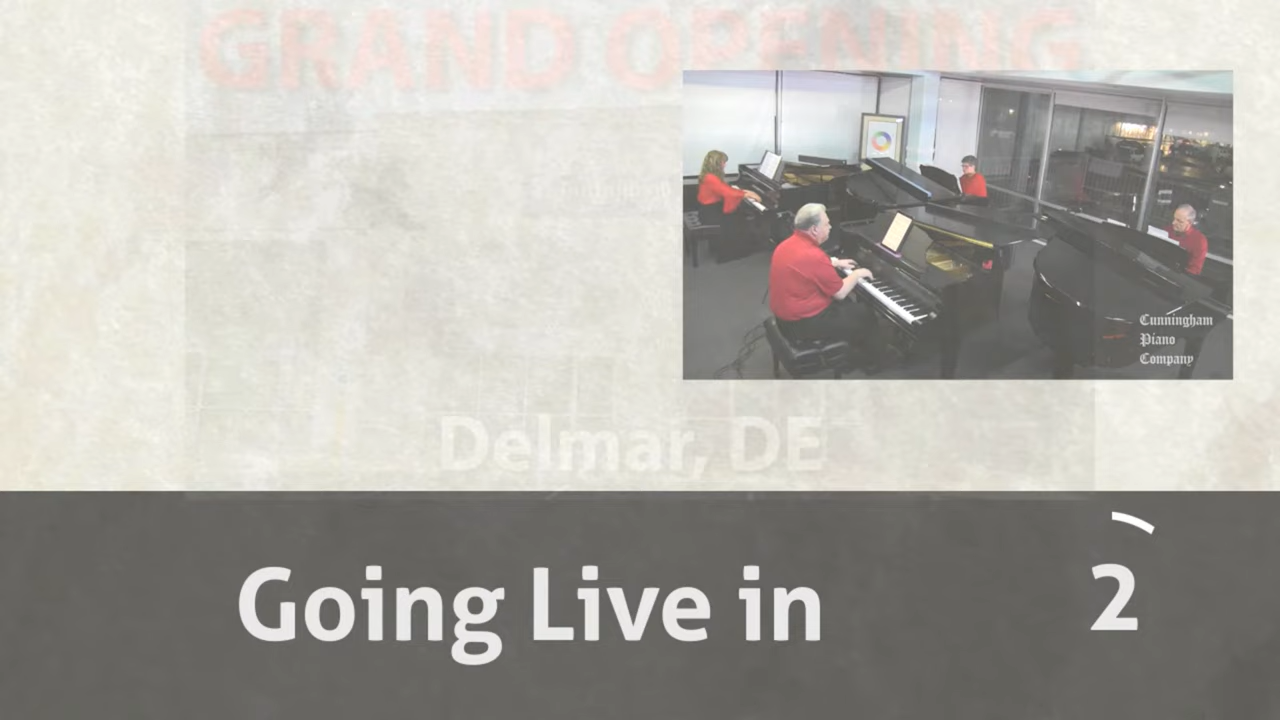 GRAND OPENING
Cunningham
Piano
Company
Delmar, DE
Going Live in
2